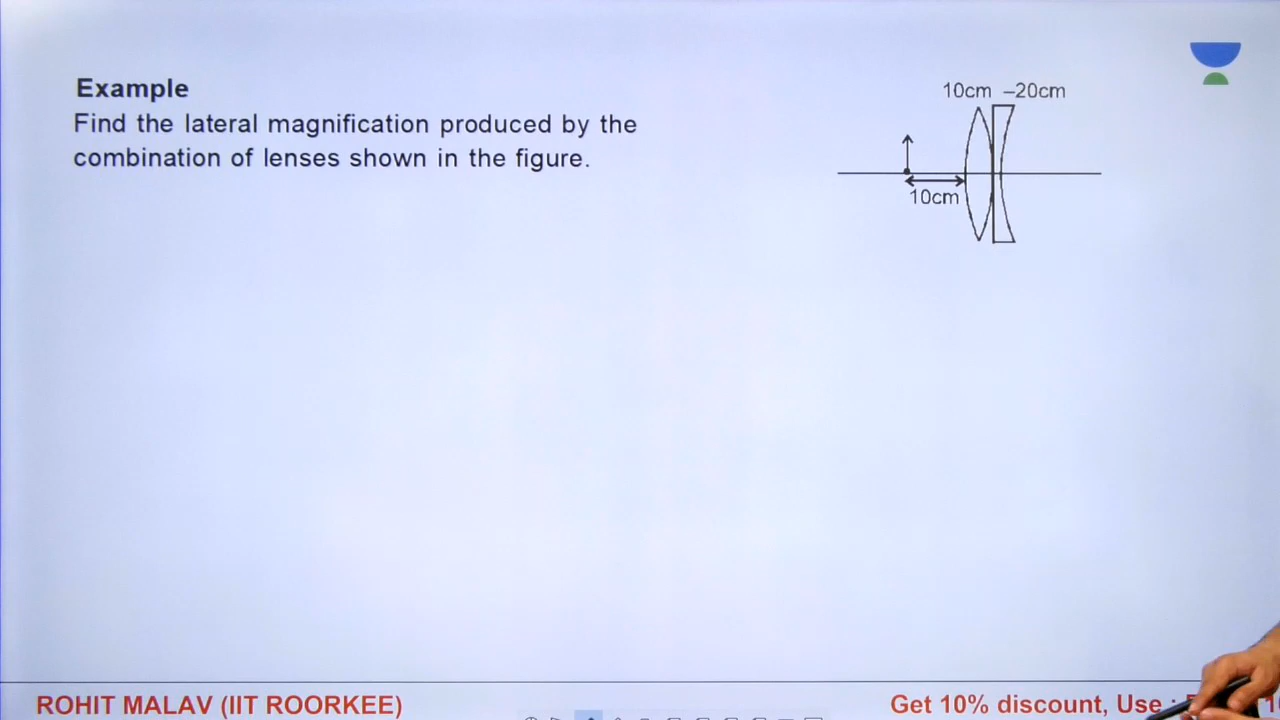 Example
Find the lateral magnification produced by the
combination of lenses shown in the figure.
10cm –20cm
10cm
ROHIT MALAV (IIT ROORKEE)
Get 10% discount, Use :